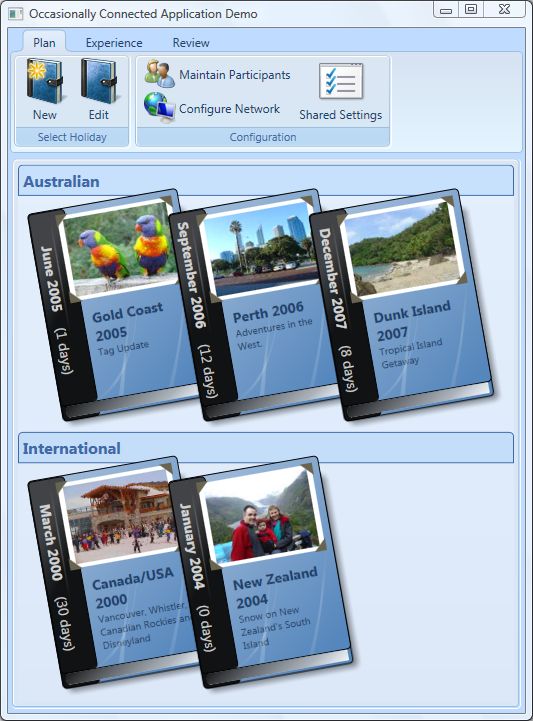 Occasionally Connected Application Demo
Plan Experience Review
New
Edit
Select Holiday
Maintain Participants
Configure Network
Shared Settings
Configuration
Australian
June 2005 (1 days)
Gold Coast
2005
Tag Update
September 2006 (12 days)
Perth 2006
Adventures in the
West.
December 2007 (8 days)
Dunk Island
2007
Tropical Island
Getaway
International
March 2000 (30 days)
Canada/USA
2000
Vancouver, Whistler,
Canadian Rockies an
Disneyland
January 2004 (0 days)
New Zealand
2004
Snow on New
Zealand's South
Island